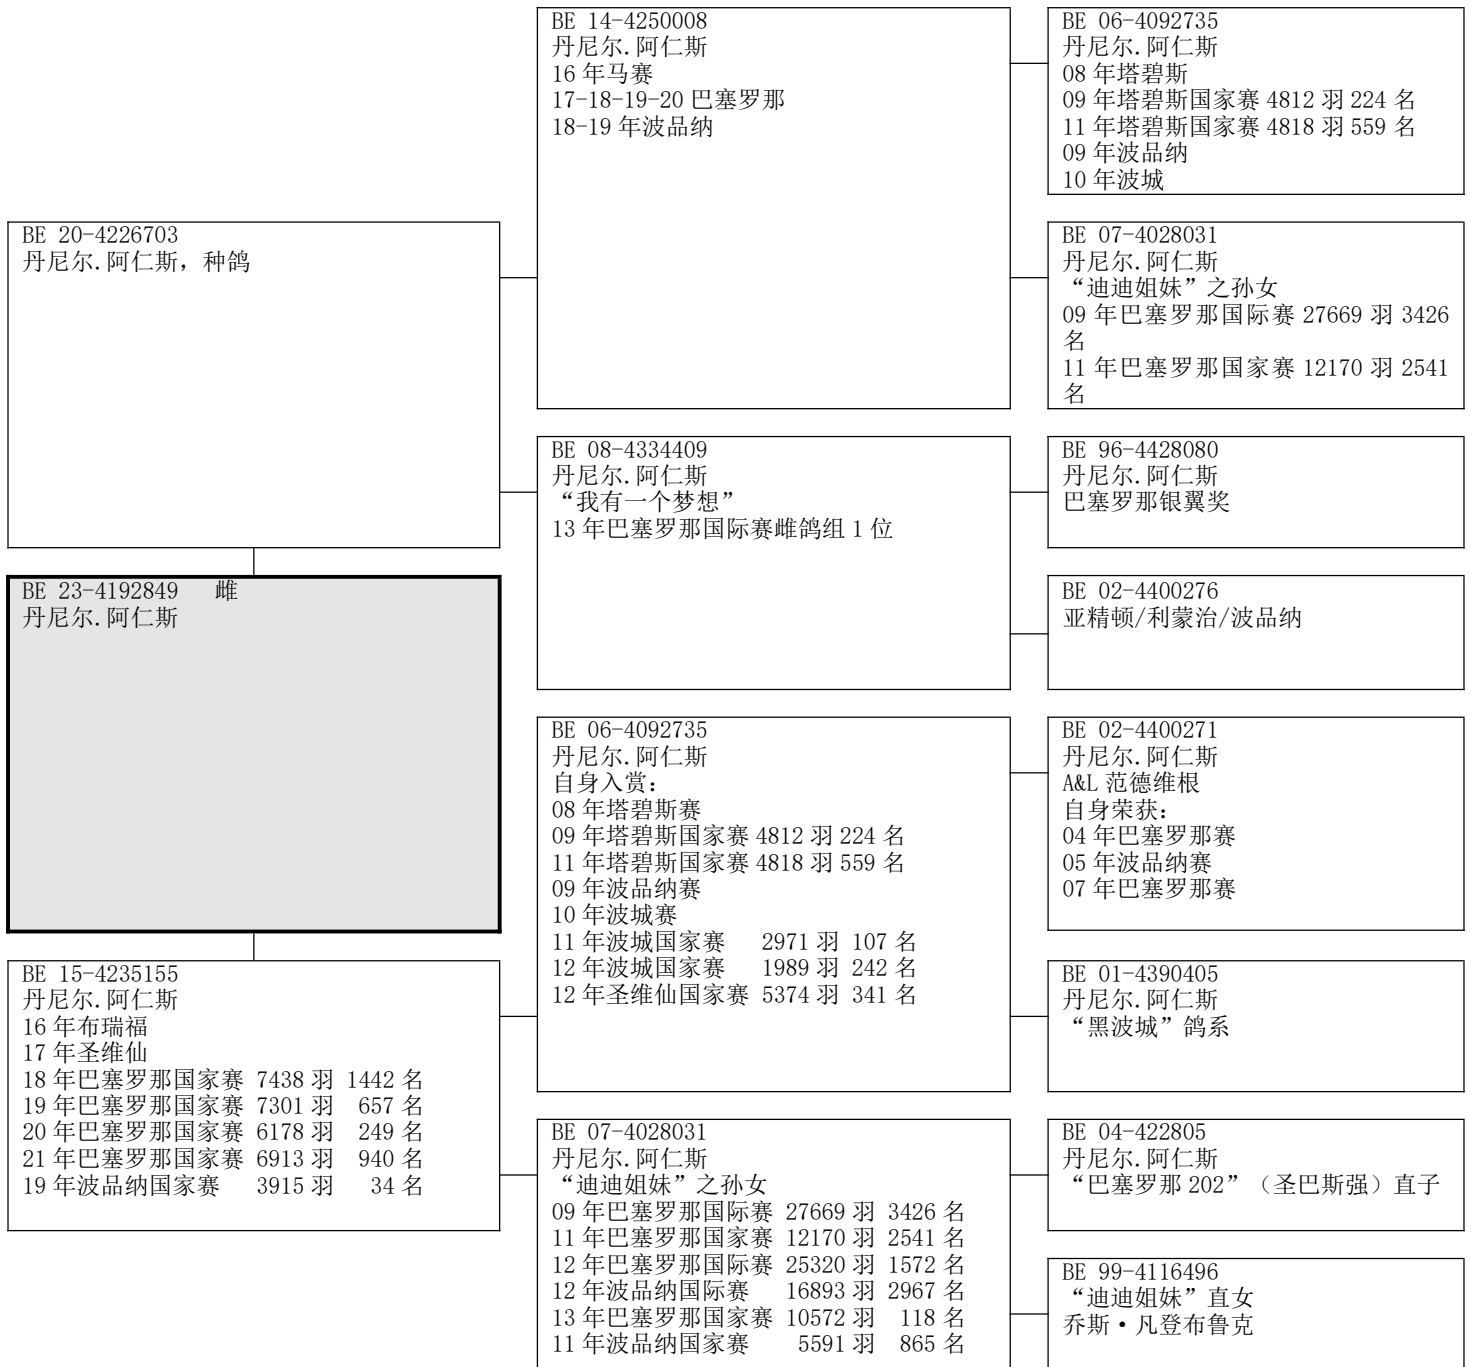 BE 14-4250008
丹尼尔.阿仁斯
16 年马赛
17-18-19-20 巴塞罗那
18-19 年波品纳
BE 06-4092735
丹尼尔.阿仁斯
08 年塔碧斯
09 年塔碧斯国家赛 4812 羽 224 名
11 年塔碧斯国家赛 4818 羽 559 名
09 年波品纳
10 年波城
BE 20-4226703
丹尼尔.阿仁斯，种鸽
BE 07-4028031
丹尼尔.阿仁斯
“迪迪姐妹”之孙女
09 年巴塞罗那国际赛 27669 羽 3426
名
11 年巴塞罗那国家赛 12170 羽 2541
名
BE 08-4334409
丹尼尔.阿仁斯
“我有一个梦想”
13 年巴塞罗那国际赛雌鸽组 1 位
BE 96-4428080
丹尼尔.阿仁斯
巴塞罗那银翼奖
BE 23-4192849 雌
丹尼尔.阿仁斯
BE 02-4400276
亚精顿/利蒙治/波品纳
BE 06-4092735
丹尼尔.阿仁斯
自身入赏：
08 年塔碧斯赛
09 年塔碧斯国家赛 4812 羽 224 名
11 年塔碧斯国家赛 4818 羽 559 名
09 年波品纳赛
10 年波城赛
11 年波城国家赛 2971 羽 107 名
12 年波城国家赛 1989 羽 242 名
12 年圣维仙国家赛 5374 羽 341 名
BE 02-4400271
丹尼尔.阿仁斯
A&L 范德维根
自身荣获：
04 年巴塞罗那赛
05 年波品纳赛
07 年巴塞罗那赛
BE 15-4235155
丹尼尔.阿仁斯
16 年布瑞福
17 年圣维仙
18 年巴塞罗那国家赛 7438 羽 1442 名
19 年巴塞罗那国家赛 7301 羽 657 名
20 年巴塞罗那国家赛 6178 羽 249 名
21 年巴塞罗那国家赛 6913 羽 940 名
19 年波品纳国家赛 3915 羽 34 名
BE 01-4390405
丹尼尔.阿仁斯
“黑波城”鸽系
BE 07-4028031
丹尼尔.阿仁斯
“迪迪姐妹”之孙女
09 年巴塞罗那国际赛 27669 羽 3426 名
11 年巴塞罗那国家赛 12170 羽 2541 名
12 年巴塞罗那国际赛 25320 羽 1572 名
12 年波品纳国际赛 16893 羽 2967 名
13 年巴塞罗那国家赛 10572 羽 118 名
11 年波品纳国家赛 5591 羽 865 名
BE 04-422805
丹尼尔.阿仁斯
“巴塞罗那 202”（圣巴斯强）直子
BE 99-4116496
“迪迪姐妹”直女
乔斯·凡登布鲁克